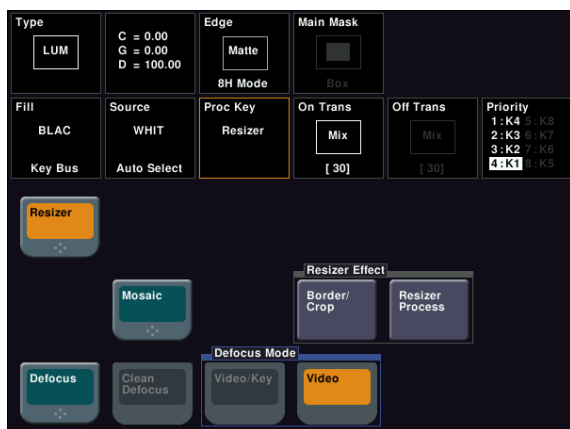 Type
LUM
C = 0.00
G = 0.00
D = 100.00
Edge
Matte
8H Mode
Main Mask
Box
Fill
BLAC
Key Bus
Source
WHIT
Auto Select
Proc Key
Resizer
On Trans
Mix
[ 30]
Off Trans
Mix
[ 30]
Priority
1:K4 5:K8
2:K3 6:K7
3:K2 7:K6
4:K1 8:K5
Resizer
Mosaic
Resizer Effect
Border/
Crop
Resizer
Process
Defocus
Clean
Defocus
Defocus Mode
Video/Key
Video